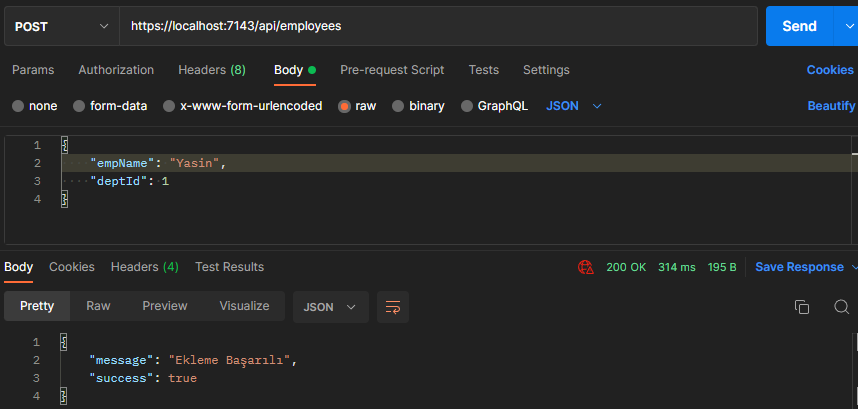 POST https://localhost:7143/api/employees Send
Params Authorization Headers (8) Body Pre-request Script Tests Settings Cookies
none form-data x-www-form-urlencoded raw binary GraphQL JSON Beautify
1 {
2 "empName": "Yasin",
3 "deptId": 1
4 }
Body Cookies Headers (4) Test Results 200 OK 314 ms 195 B Save Response
Pretty Raw Preview Visualize JSON
1 {
2 "message": "Ekleme Başarılı",
3 "success": true
4 }